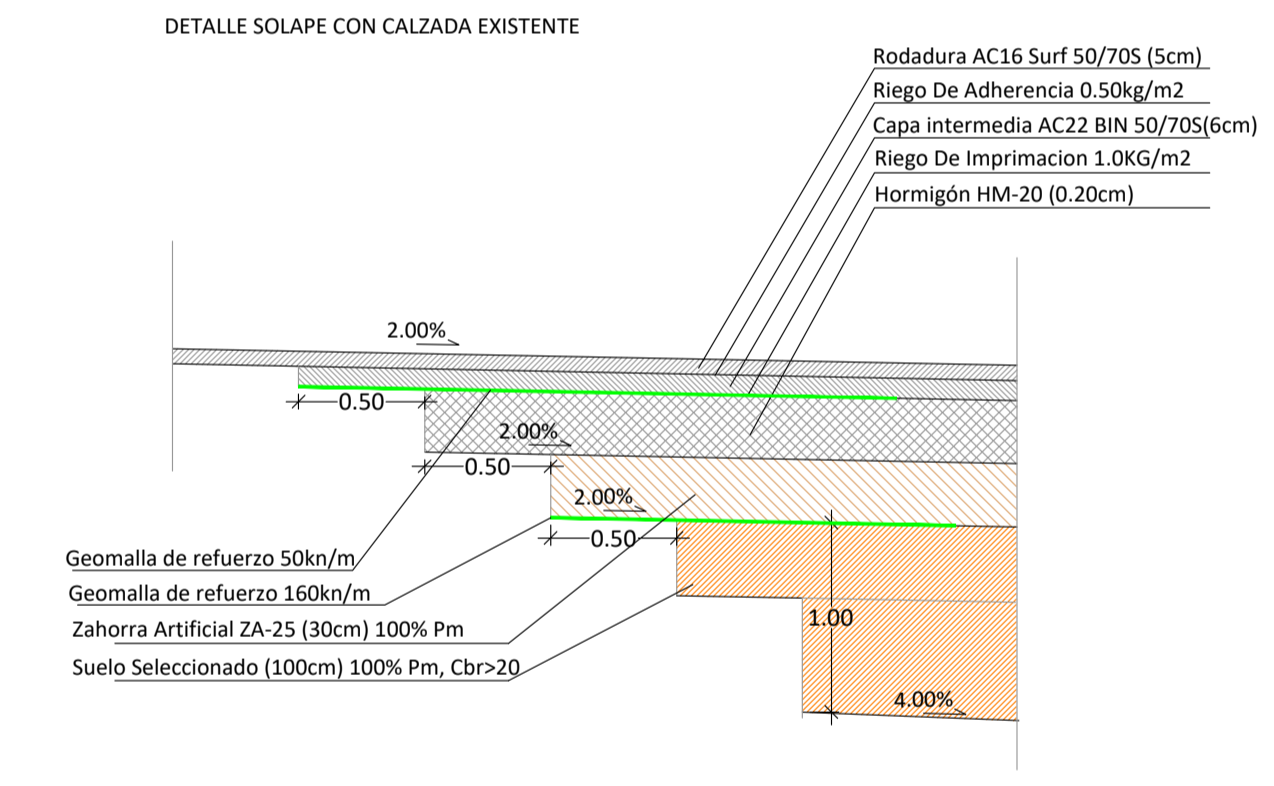 DETALLE SOLAPE CON CALZADA EXISTENTE
Rodadura AC16 Surf 50/70S (5cm)
Riego De Adherencia 0.50kg/m2
Capa intermedia AC22 BIN 50/70S(6cm)
Riego De Imprimacion 1.0KG/m2
Hormigón HM-20 (0.20cm)
2.00%
0.50
2.00%
0.50
2.00%
0.50
Geomalla de refuerzo 50kn/m
Geomalla de refuerzo 160kn/m
Zahorra Artificial ZA-25 (30cm) 100% Pm
Suelo Seleccionado (100cm) 100% Pm, Cbr>20
1.00
4.00%